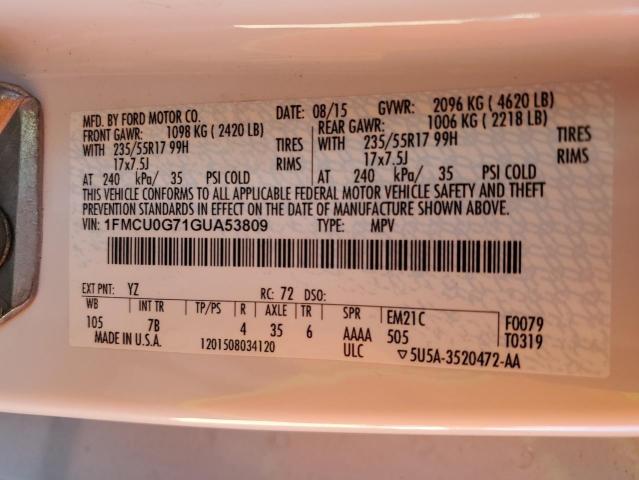 MFD. BY FORD MOTOR CO. DATE: 08/15 GVWR: 2096 KG ( 4620 LB)
FRONT GAWR: 1098 KG ( 2420 LB) REAR GAWR: 1006 KG ( 2218 LB)
WITH 235/55R17 99H TIRES WITH 235/55R17 99H TIRES
17x7.5J RIMS 17x7.5J RIMS
AT 240 kPa/ 35 PSI COLD AT 240 kPa/ 35 PSI COLD
THIS VEHICLE CONFORMS TO ALL APPLICABLE FEDERAL MOTOR VEHICLE SAFETY AND THEFT
PREVENTION STANDARDS IN EFFECT ON THE DATE OF MANUFACTURE SHOWN ABOVE.
VIN: 1FMCU0G71GUA53809 TYPE: MPV
EXT PNT: YZ RC: 72 DSO:
WB INT TR TP/PS R AXLE TR SPR EM21C F0079
105 7B 4 35 6 AAAA 505 T0319
MADE IN U.S.A. 1201508034120 ULC ▽5U5A-3520472-AA